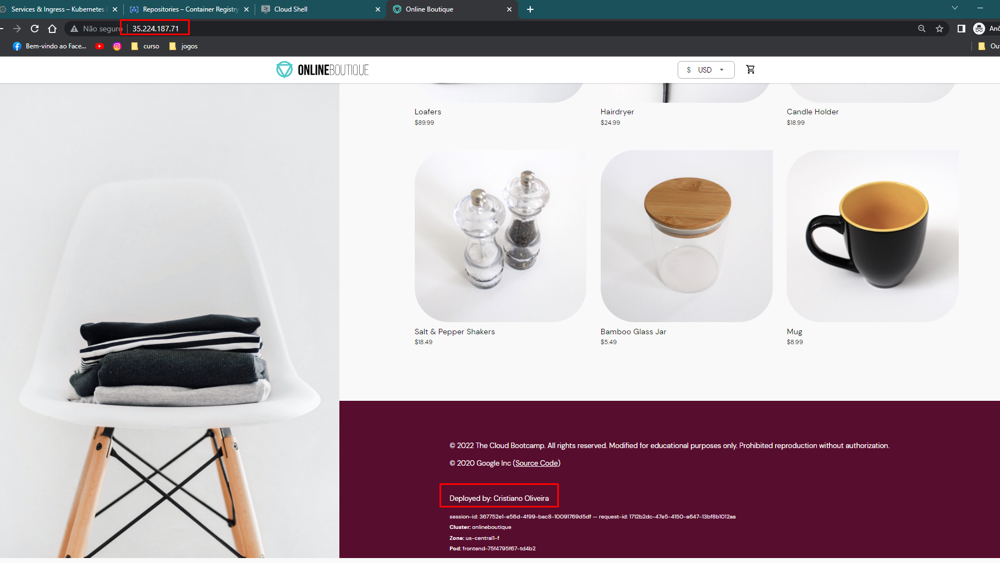 Services & Ingress – Kubernetes
Repositories – Container Registry
Cloud Shell
Online Boutique
Não seguro
35.224.187.71
Bem-vindo ao Face...
curso
jogos
ONLINEBOUTIQUE
$ USD
Loafers
$89.99
Hairdryer
$24.99
Candle Holder
$18.99
Salt & Pepper Shakers
$18.49
Bamboo Glass Jar
$5.49
Mug
$8.99
© 2022 The Cloud Bootcamp. All rights reserved. Modified for educational purposes only. Prohibited reproduction without authorization.
© 2020 Google Inc (Source Code)
Deployed by: Cristiano Oliveira
session-id: 367752e1-e56d-4f99-bac8-10091769d5df — request-id: 1712b2dc-47e5-4150-a647-13bf8b1012aa
Cluster: onlineboutique
Zone: us-central1-f
Pod: frontend-75f4795f67-td4b2